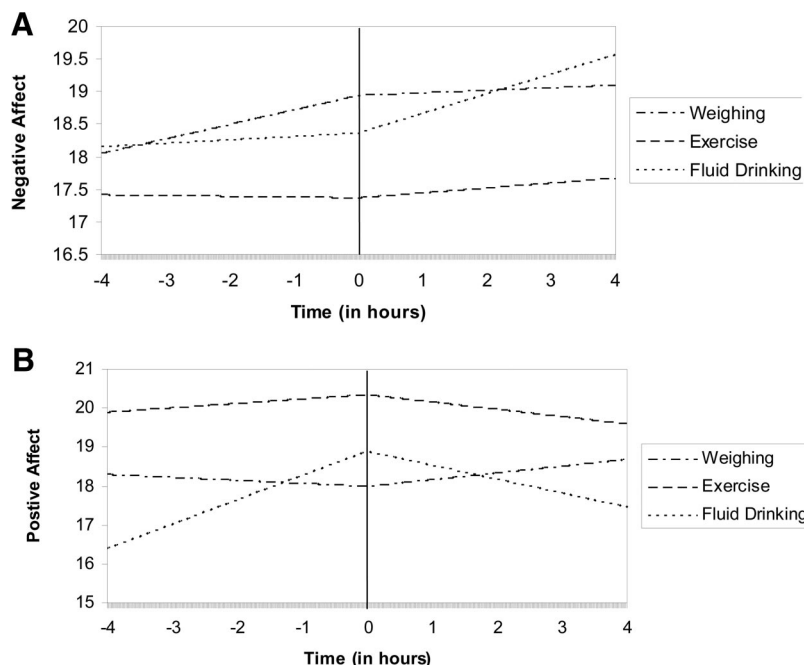 A
20
19.5
19
18.5
18
17.5
17
16.5
Negative Affect
-4 -3 -2 -1 0 1 2 3 4
Time (in hours)
Weighing
Exercise
Fluid Drinking
B
21
20
19
18
17
16
15
Postive Affect
-4 -3 -2 -1 0 1 2 3 4
Time (in hours)
Weighing
Exercise
Fluid Drinking